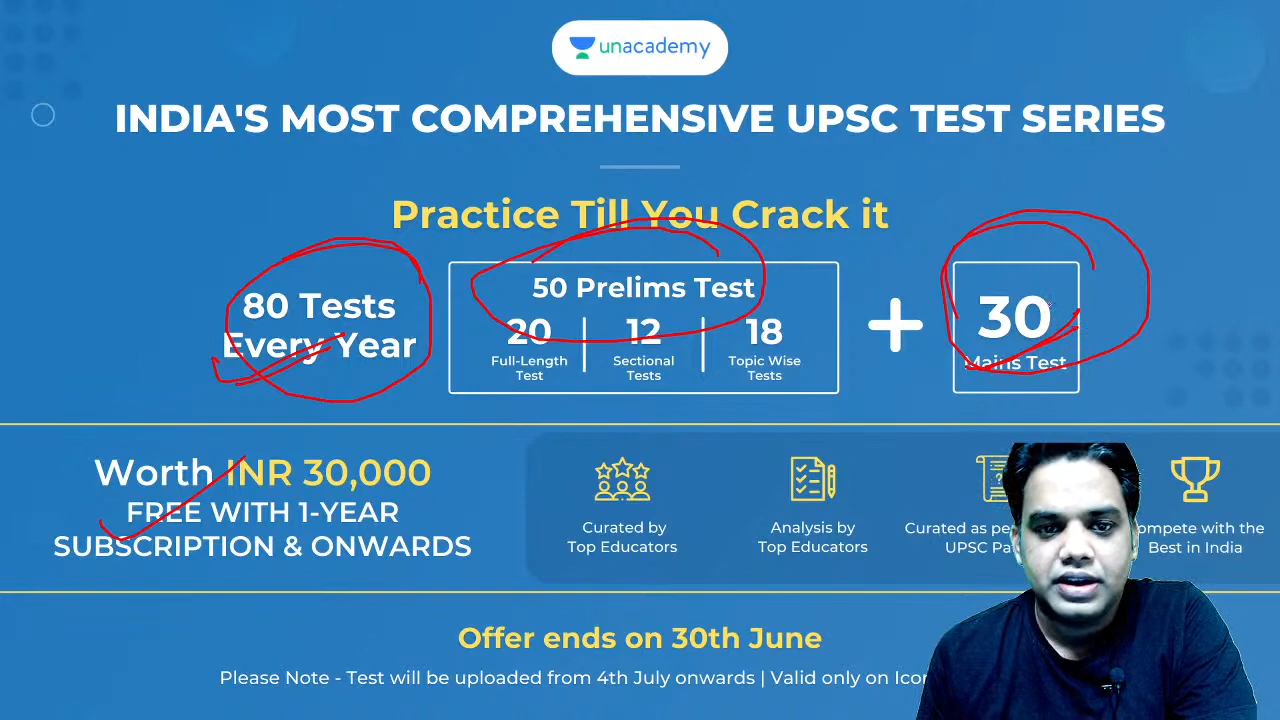 unacademy
INDIA'S MOST COMPREHENSIVE UPSC TEST SERIES
Practice Till You Crack it
80 Tests
Every Year
50 Prelims Test
20
Full-Length
Test
12
Sectional
Tests
18
Topic Wise
Tests
+
30
Mains Test
Worth INR 30,000
FREE WITH 1-YEAR
SUBSCRIPTION & ONWARDS
Curated by
Top Educators
Analysis by
Top Educators
Curated as
UPSC
with the
Best in India
Offer ends on 30th June
Please Note - Test will be uploaded from 4th July onwards | Valid only on